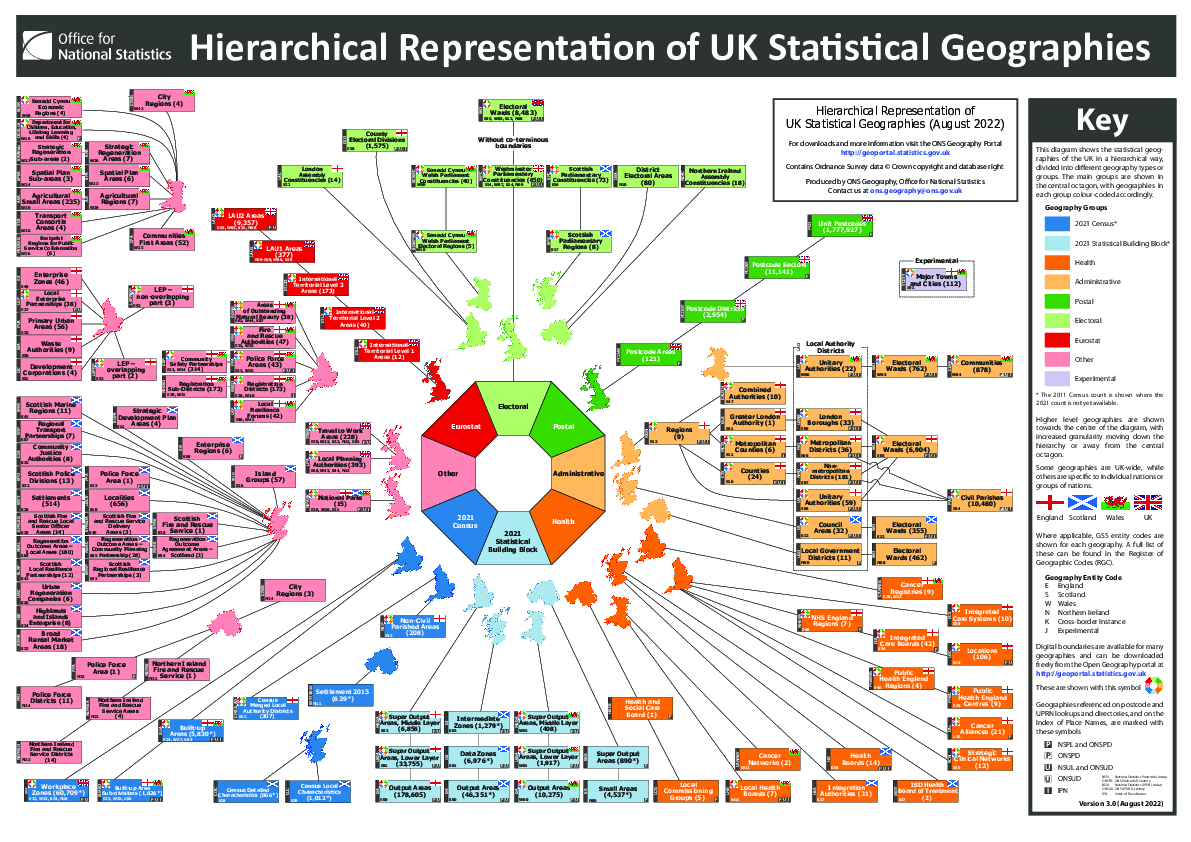 Office for
National Statistics
Hierarchical Representation of UK Statistical Geographies
Senedd Cymru
Economic
Regions (4)
City
Regions (4)
Department for
Children, Education,
Lifelong Learning
and Skills (4)
Strategic
Regeneration
Sub-areas (2)
Strategic
Regeneration
Areas (7)
Spatial Plan
Sub-areas (3)
Spatial Plan
Areas (6)
Agricultural
Small Areas (235)
Agricultural
Regions (7)
Transport
Consortia
Areas (4)
Footprint
Regions for Public
Service Collaboration
(6)
Communities
First Areas (52)
Enterprise
Zones (46)
Local
Enterprise
Partnerships (38)
LEP –
non-overlapping
part (3)
Primary Urban
Areas (56)
Waste
Authorities (9)
Development
Corporations (4)
LEP –
overlapping
part (2)
Areas
of Outstanding
Natural Beauty (38)
Fire
and Rescue
Authorities (47)
Community
Safety Partnerships
(314)
Police Force
Areas (43)
Registration
Sub-Districts (173)
Registration
Districts (173)
Local
Resilience
Forums (42)
Scottish Marine
Regions (11)
Regional
Transport
Partnerships (7)
Strategic
Development Plan
Areas (4)
Community
Justice
Authorities (8)
Enterprise
Regions (6)
Scottish Police
Divisions (13)
Police Force
Area (1)
Island
Groups (57)
Settlements
(514)
Localities
(656)
Scottish Fire
and Rescue Local
Senior Officer
Areas (14)
Scottish Fire
and Rescue Service
Delivery
Areas (3)
Scottish
Fire and Rescue
Service (1)
Regeneration
Outcome Areas –
Local Areas (180)
Regeneration
Outcome Areas –
Community Planning
Partnership (28)
Regeneration
Outcome
Agreement Areas –
Scotland (1)
Scottish
Local Resilience
Partnerships (12)
Scottish
Regional Resilience
Partnerships (3)
Urban
Regeneration
Companies (6)
Highlands
and Islands
Enterprise (8)
Broad
Rental Market
Areas (18)
City
Regions (3)
Travel to Work
Areas (228)
Local Planning
Authorities (393)
National Parks
(15)
Police Force
Area (1)
Northern Ireland
Fire and Rescue
Service (1)
Police Force
Districts (11)
Northern Ireland
Fire and Rescue
Service Areas
(4)
Northern Ireland
Fire and Rescue
Service Districts
(14)
LAU2 Areas
(9,357)
LAU1 Areas
(377)
International
Territorial Level 3
Areas (173)
International
Territorial Level 2
Areas (40)
International
Territorial Level 1
Areas (12)
Electoral
Wards (8,483)
Without co-terminous
boundaries
County
Electoral Divisions
(1,575)
London
Assembly
Constituencies (14)
Senedd Cymru
Welsh Parliament
Constituencies (40)
Westminster
Parliamentary
Constituencies (650)
Scottish
Parliamentary
Constituencies (73)
District
Electoral Areas
(80)
Northern Ireland
Assembly
Constituencies (18)
Senedd Cymru
Welsh Parliament
Electoral Regions (5)
Scottish
Parliamentary
Regions (8)
Unit Postcodes
(1,777,927)
Postcode Sectors
(11,141)
Postcode Districts
(2,954)
Postcode Areas
(121)
Hierarchical Representation of
UK Statistical Geographies (August 2022)
For downloads and more information visit the ONS Geography Portal
http://geoportal.statistics.gov.uk
Contains Ordnance Survey data © Crown copyright and database right
Produced by ONS Geography, Office for National Statistics
Contact us at ons.geography@ons.gov.uk
Experimental
Major Towns
and Cities (112)
Local Authority
Districts
Unitary
Authorities (22)
Electoral
Wards (762)
Communities
(878)
Combined
Authorities (10)
Greater London
Authority (1)
London
Boroughs (33)
Regions
(9)
Metropolitan
Counties (6)
Metropolitan
Districts (36)
Electoral
Wards (6,904)
Counties
(24)
Non-
metropolitan
Districts (181)
Unitary
Authorities (59)
Civil Parishes
(10,480)
Council
Areas (32)
Electoral
Wards (355)
Local Government
Districts (11)
Electoral
Wards (462)
Electoral
Eurostat
Postal
Other
Administrative
2021
Census
Health
2021
Statistical
Building Block
Cancer
Registries (9)
NHS England
Regions (7)
Integrated
Care Systems (10)
Integrated
Care Boards (42)
Locations
(106)
Public
Health England
Regions (4)
Public
Health England
Centres (9)
Cancer
Alliances (21)
Strategic
Clinical Networks
(12)
Health and
Social Care
Board (1)
Cancer
Networks (2)
Health
Boards (14)
Local
Commissioning
Groups (5)
Local Health
Boards (7)
Integration
Authorities (31)
ISD Health
Board of Treatment
(2)
Non-Civil
Parished Areas
(208)
Settlement 2015
(639*)
Census
Merged Local
Authority Districts
(307)
Built-up
Areas (5,830*)
Workplace
Zones (60,709*)
Built-up Area
Subdivisions (1,826*)
Census Detailed
Characteristics (866*)
Census Local
Characteristics
(1,012*)
Super Output
Areas, Middle Layer
(6,856)
Intermediate
Zones (1,279*)
Super Output
Areas, Middle Layer
(408)
Super Output
Areas, Lower Layer
(33,755)
Data Zones
(6,976*)
Super Output
Areas, Lower Layer
(1,917)
Super Output
Areas (890*)
Output Areas
(178,605)
Output Areas
(46,351*)
Output Areas
(10,275)
Small Areas
(4,537*)
Key
This diagram shows the statistical geog-
raphies of the UK in a hierarchical way,
divided into different geography types or
groups. The main groups are shown in
the central octagon, with geographies in
each group colour-coded accordingly.
Geography Groups
2021 Census*
2021 Statistical Building Block*
Health
Administrative
Postal
Electoral
Eurostat
Other
Experimental
* The 2011 Census count is shown where the
2021 count is not yet available.
Higher level geographies are shown
towards the centre of the diagram, with
increased granularity moving down the
hierarchy or away from the central
octagon.
Some geographies are UK-wide, while
others are specific to individual nations or
groups of nations.
England Scotland Wales UK
Where applicable, GSS entity codes are
shown for each geography. A full list of
these can be found in the Register of
Geographic Codes (RGC).
Geography Entity Code
E England
S Scotland
W Wales
N Northern Ireland
K Cross-border Instance
J Experimental
Digital boundaries are available for many
geographies and can be downloaded
freely from the Open Geography portal at
http://geoportal.statistics.gov.uk
These are shown with this symbol
Geographies referenced on postcode and
UPRN lookups and directories, and on the
Index of Place Names, are marked with
these symbols
P NSPL and ONSPD
P ONSPD
U NSUL and ONSUD
U ONSUD
I IPN
Version 3.0 (August 2022)